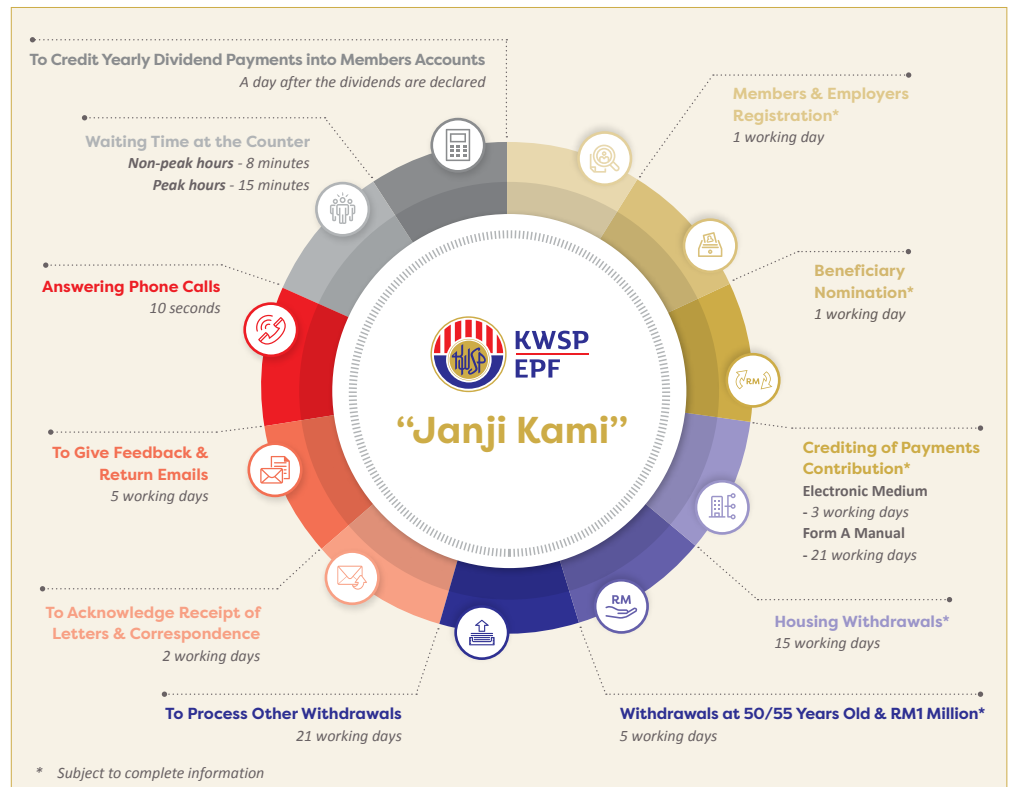 To Credit Yearly Dividend Payments into Members Accounts
A day after the dividends are declared
Members & Employers
Registration*
1 working day
Waiting Time at the Counter
Non-peak hours - 8 minutes
Peak hours - 15 minutes
Beneficiary
Nomination*
1 working day
Answering Phone Calls
10 seconds
RM
KWSP
KWSP
EPF
"Janji Kami"
To Give Feedback &
Return Emails
5 working days
Crediting of Payments
Contribution*
Electronic Medium
- 3 working days
Form A Manual
- 21 working days
To Acknowledge Receipt of
Letters & Correspondence
2 working days
RM
Housing Withdrawals*
15 working days
To Process Other Withdrawals
21 working days
Withdrawals at 50/55 Years Old & RM1 Million*
5 working days
* Subject to complete information